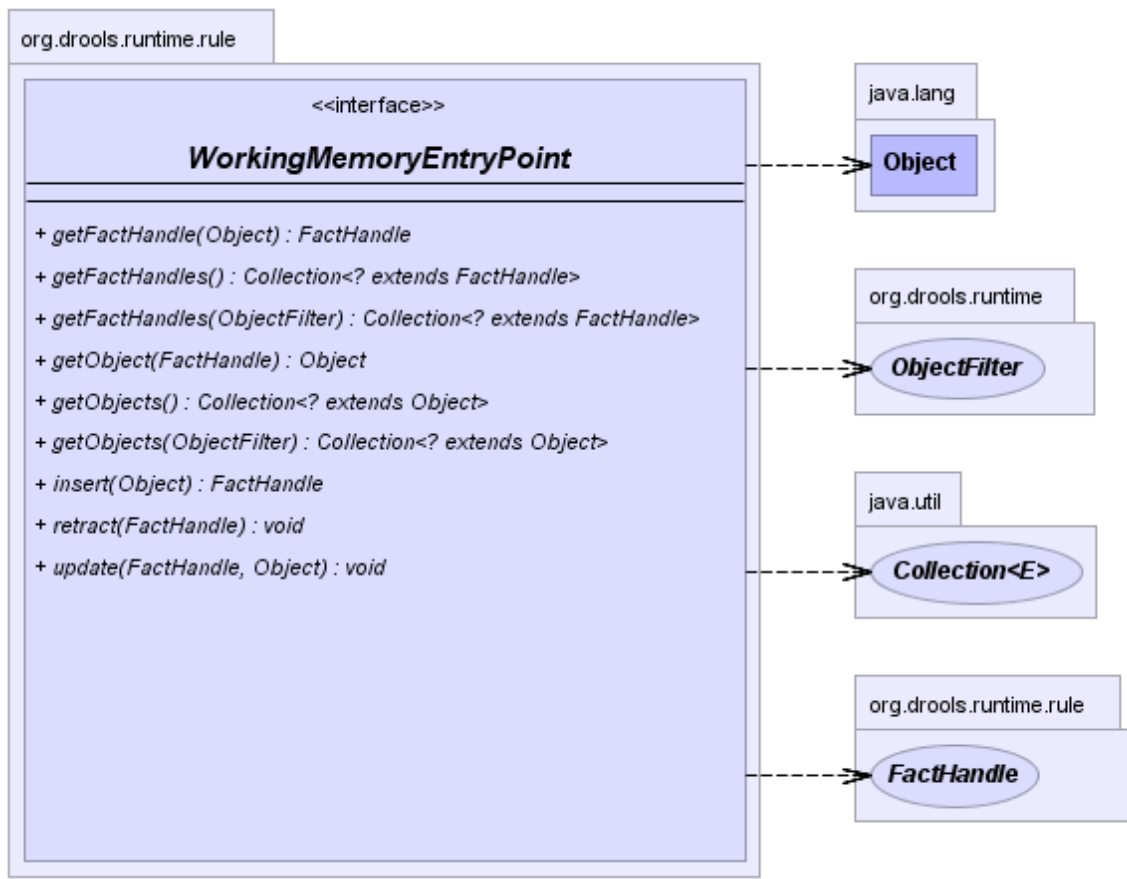 org.drools.runtime.rule
<<interface>>
WorkingMemoryEntryPoint
+ getFactHandle(Object) : FactHandle
+ getFactHandles() : Collection<? extends FactHandle>
+ getFactHandles(ObjectFilter) : Collection<? extends FactHandle>
+ getObject(FactHandle) : Object
+ getObjects() : Collection<? extends Object>
+ getObjects(ObjectFilter) : Collection<? extends Object>
+ insert(Object) : FactHandle
+ retract(FactHandle) : void
+ update(FactHandle, Object) : void
java.lang
Object
org.drools.runtime
ObjectFilter
java.util
Collection<E>
org.drools.runtime.rule
FactHandle